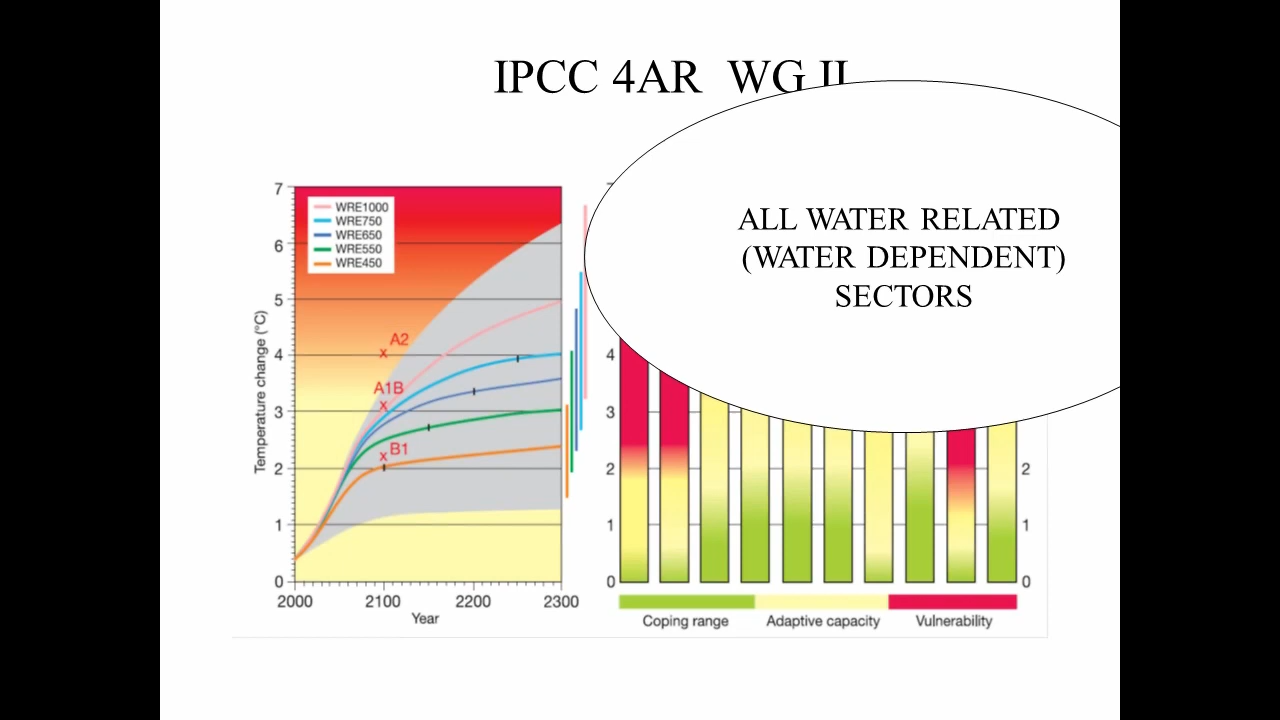 IPCC 4AR WG II
ALL WATER RELATED
(WATER DEPENDENT)
SECTORS
7
6
5
4
3
2
1
0
Temperature change (°C)
WRE1000
WRE750
WRE650
WRE550
WRE450
A2
A1B
B1
2000 2100 2200 2300
Year
4
3
2
1
0
2
1
0
Coping range Adaptive capacity Vulnerability